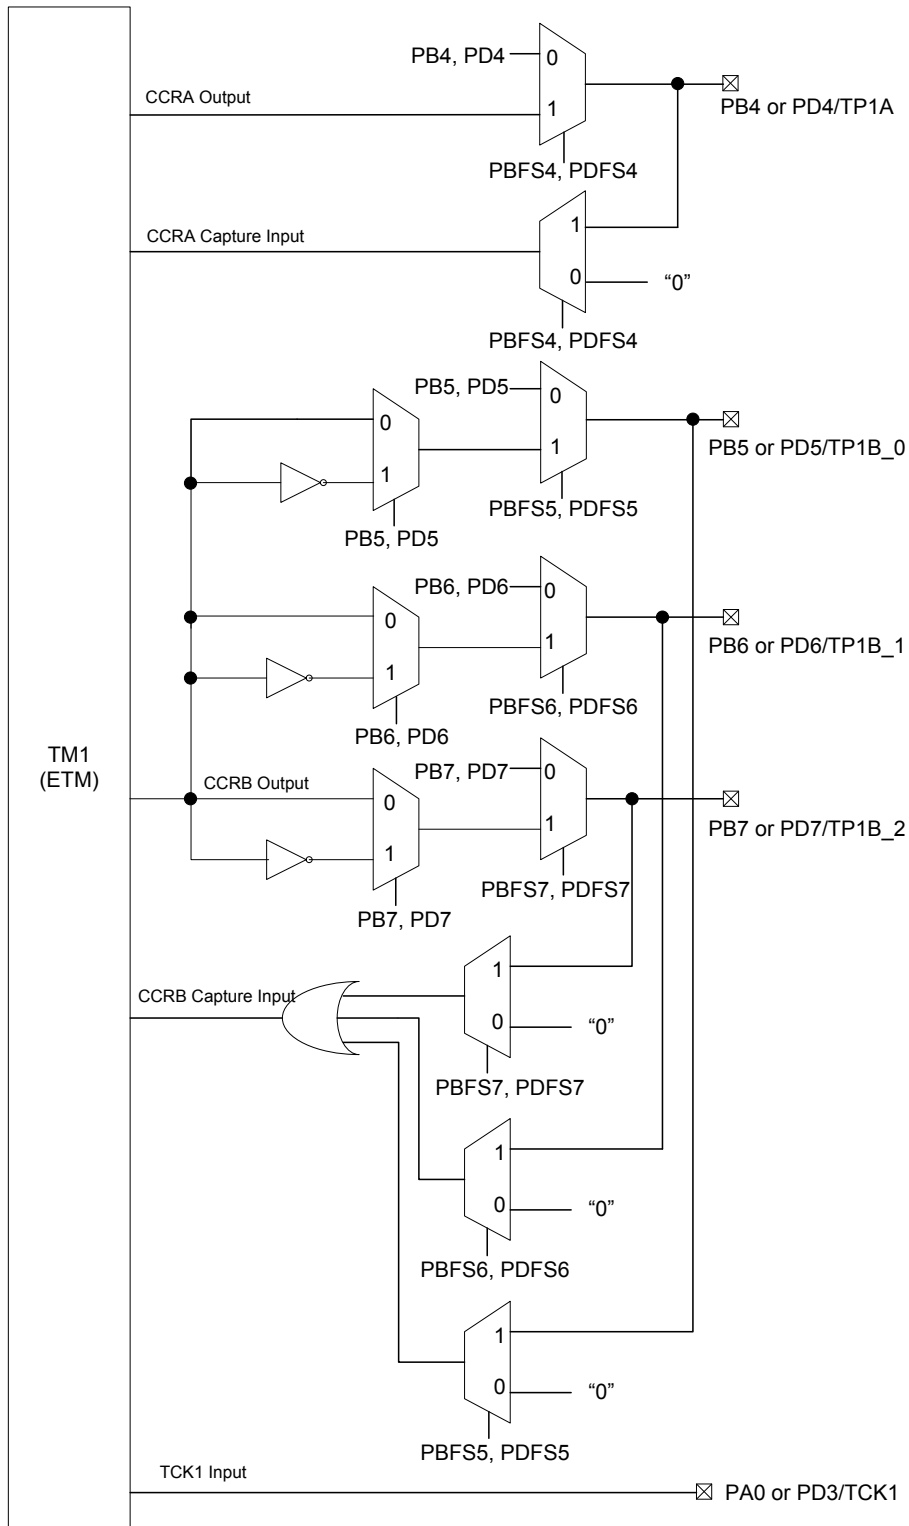 PB4, PD4
0
CCRA Output
1
PB4 or PD4/TP1A
PBFS4, PDFS4
1
CCRA Capture Input
0
“0”
PBFS4, PDFS4
PB5, PD5
0
0
1
PB5 or PD5/TP1B_0
1
PBFS5, PDFS5
PB5, PD5
PB6, PD6
0
0
1
PB6 or PD6/TP1B_1
1
PBFS6, PDFS6
PB6, PD6
TM1
(ETM)
PB7, PD7
0
CCRB Output
0
1
PB7 or PD7/TP1B_2
1
PBFS7, PDFS7
PB7, PD7
1
CCRB Capture Input
0
“0”
PBFS7, PDFS7
1
0
“0”
PBFS6, PDFS6
1
0
“0”
PBFS5, PDFS5
TCK1 Input
PA0 or PD3/TCK1